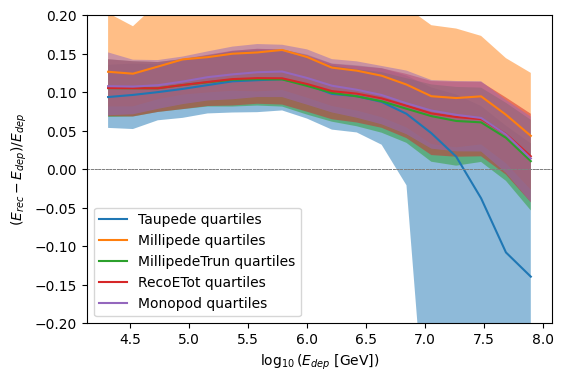 0.20
0.15
0.10
0.05
0.00
−0.05
−0.10
−0.15
−0.20
(E_rec − E_dep)/E_dep
Taupede quartiles
Millipede quartiles
MillipedeTrun quartiles
RecoETot quartiles
Monopod quartiles
4.5 5.0 5.5 6.0 6.5 7.0 7.5 8.0
log₁₀(E_dep [GeV])